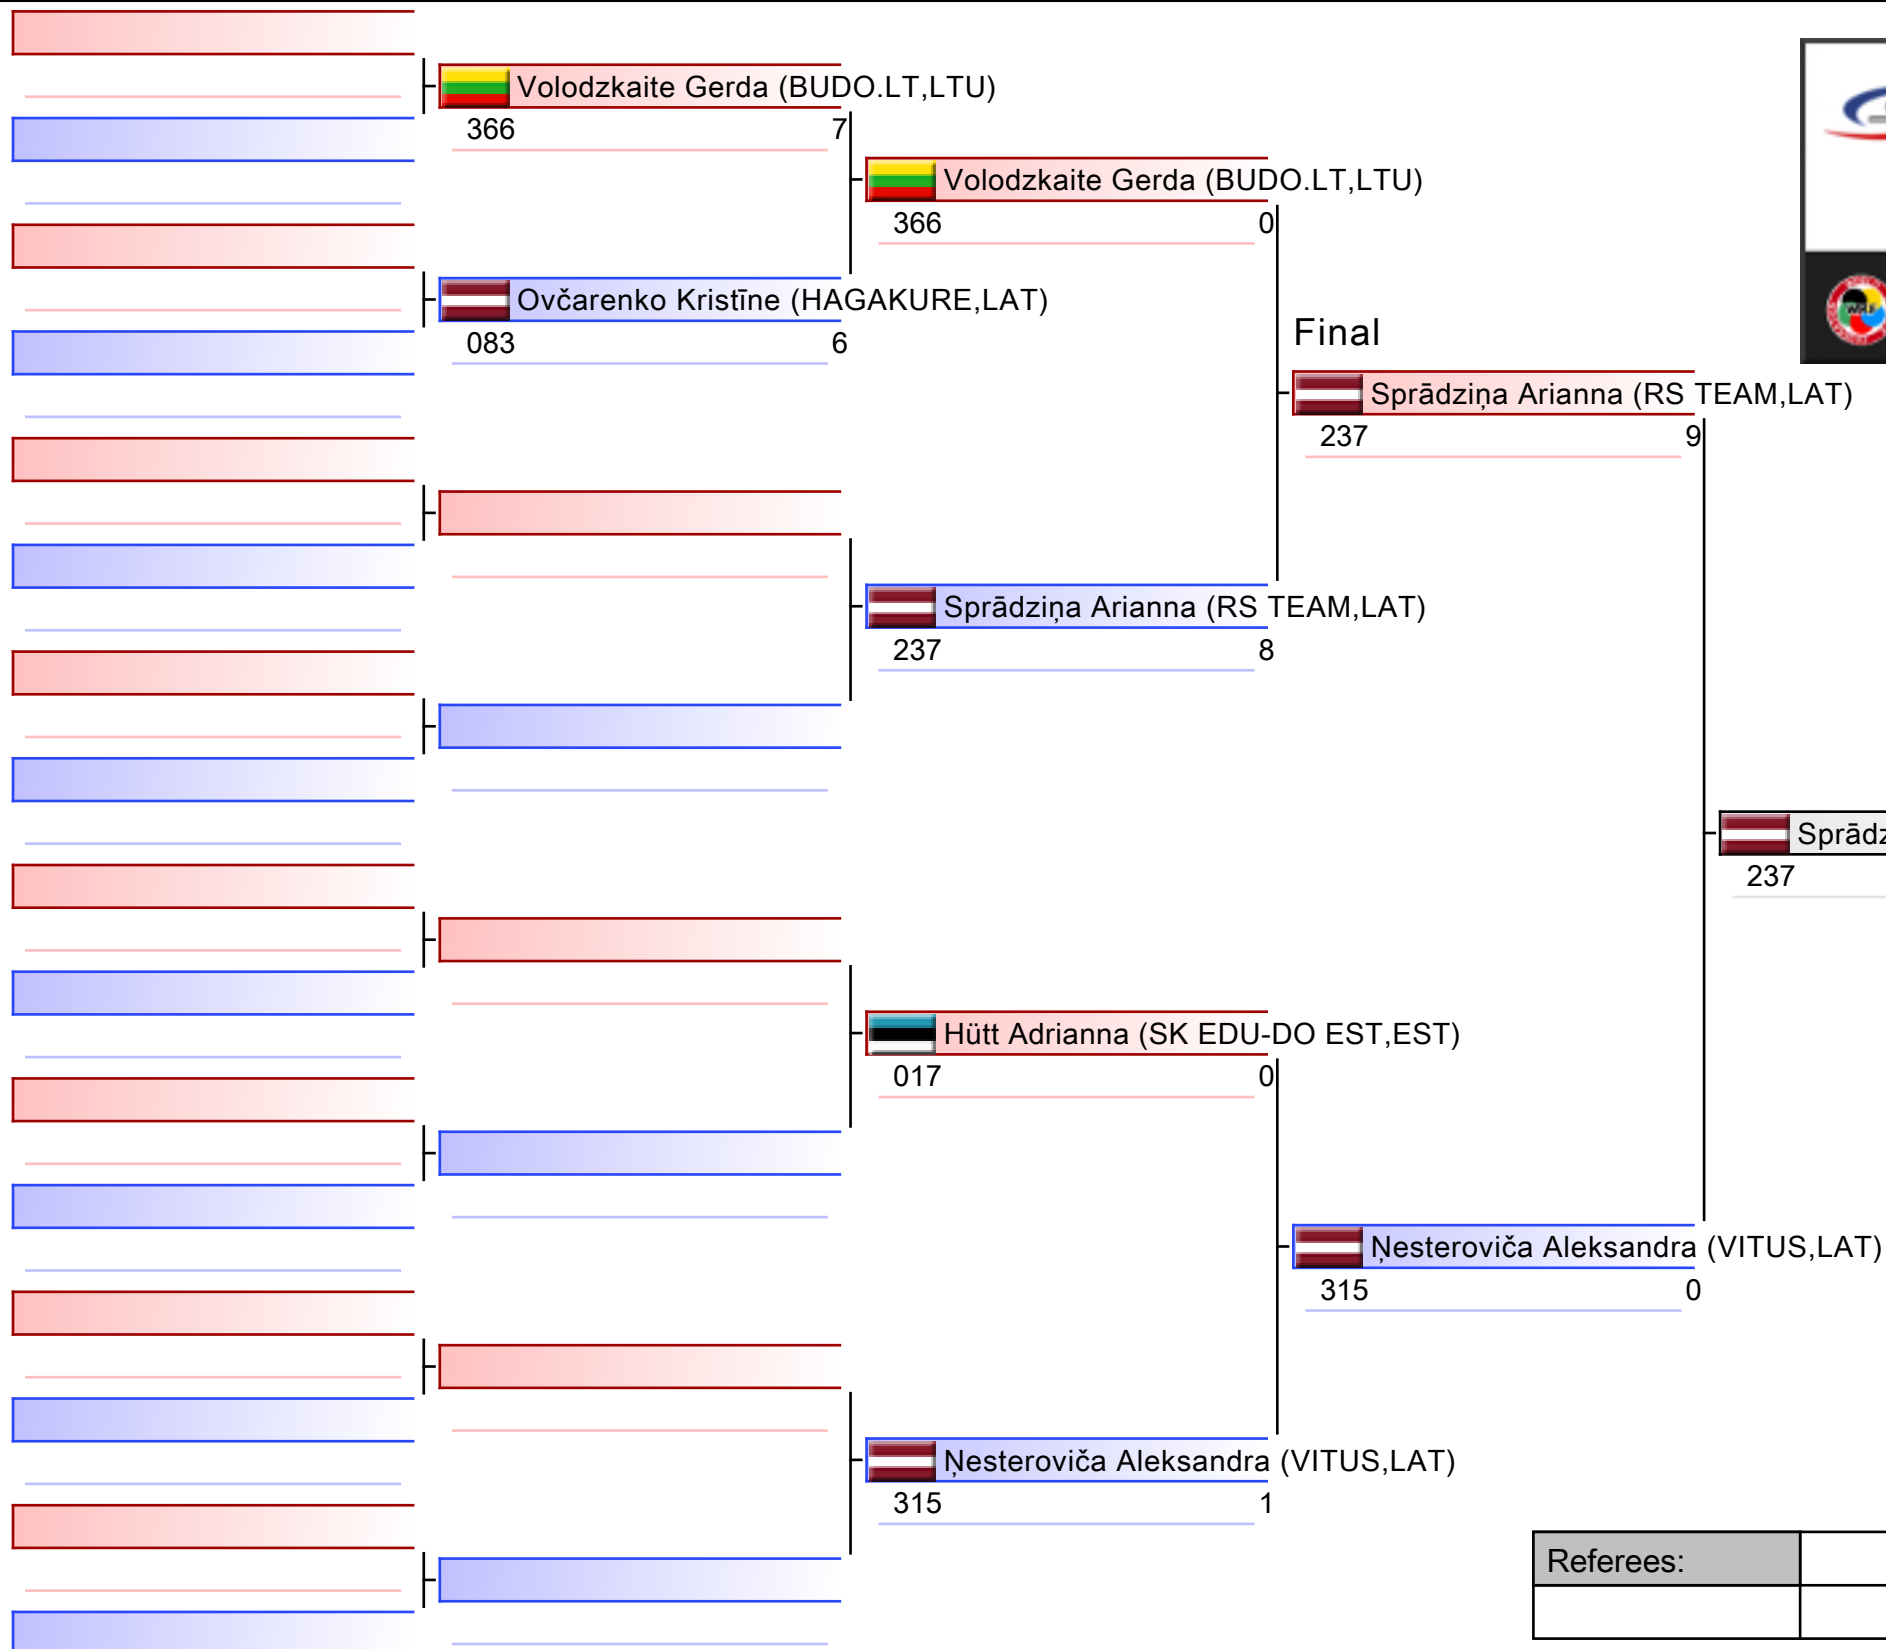 Volodzkaite Gerda (BUDO.LT,LTU)
366 7
Volodzkaite Gerda (BUDO.LT,LTU)
366 0
Ovčarenko Kristīne (HAGAKURE,LAT)
083 6
Final
Sprādziņa Arianna (RS TEAM,LAT)
237 9
Sprādziņa Arianna (RS TEAM,LAT)
237 8
Sprādz
237
Hütt Adrianna (SK EDU-DO EST,EST)
017 0
Ņesteroviča Aleksandra (VITUS,LAT)
315 0
Ņesteroviča Aleksandra (VITUS,LAT)
315 1
Referees: